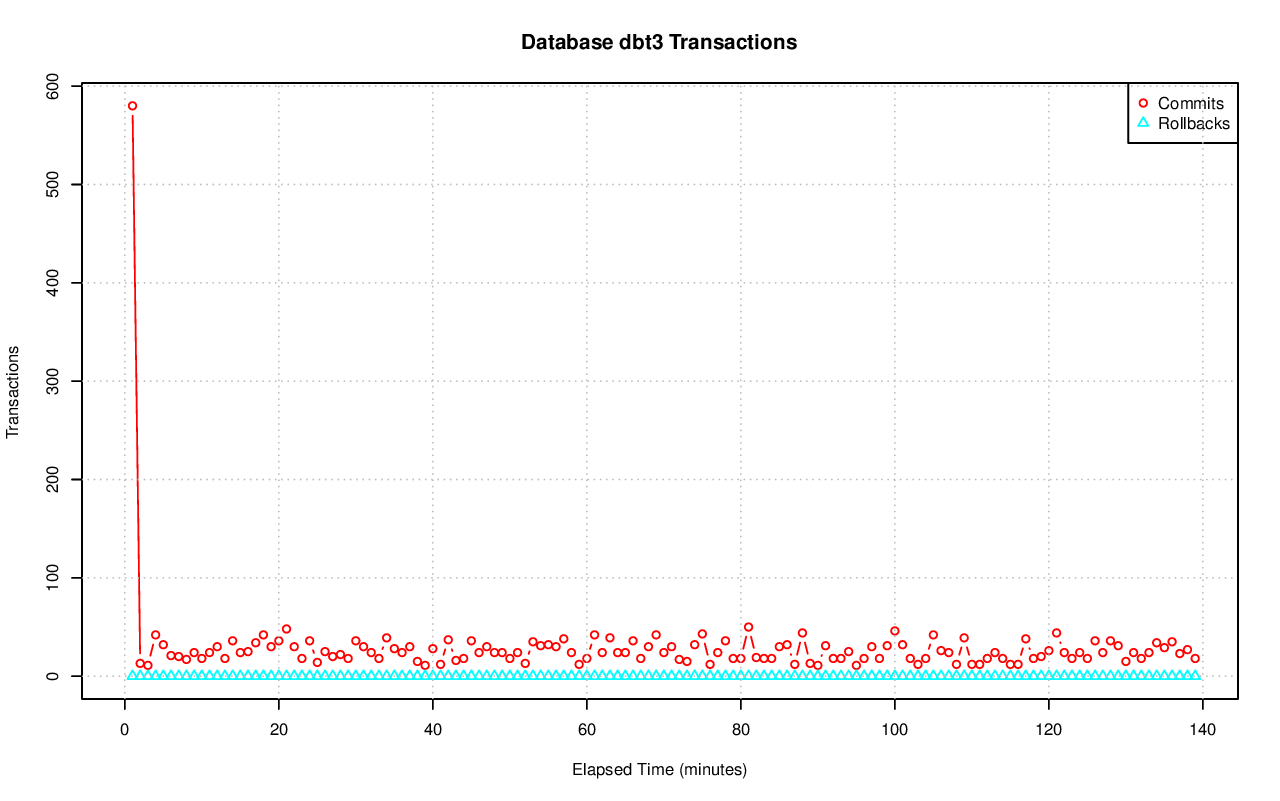 Database dbt3 Transactions
Commits
Rollbacks
600
500
400
300
200
100
0
Transactions
0 20 40 60 80 100 120 140
Elapsed Time (minutes)